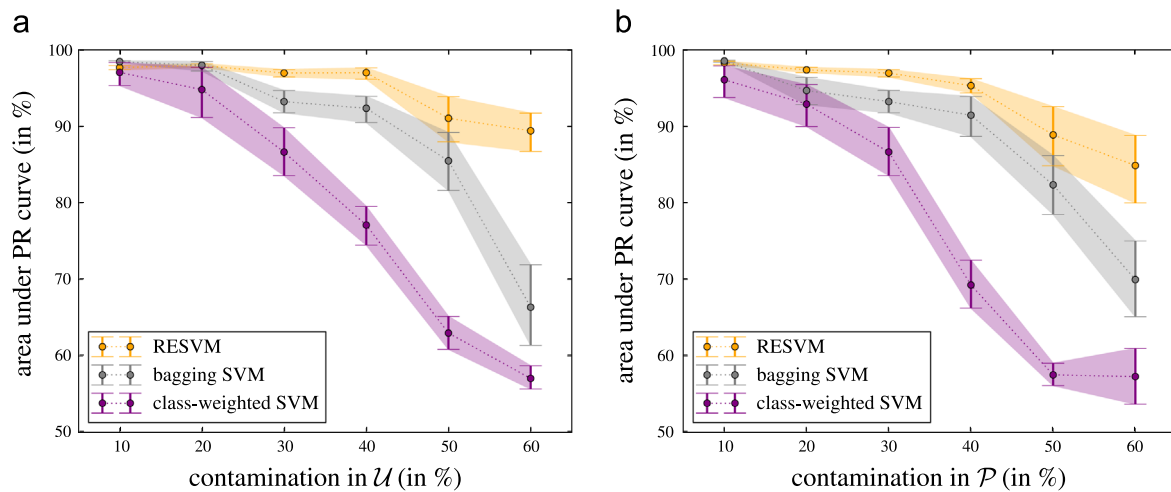 a
100
90
80
70
60
50
area under PR curve (in %)
RESVM
bagging SVM
class-weighted SVM
10 20 30 40 50 60
contamination in 𝒰 (in %)
b
100
90
80
70
60
50
area under PR curve (in %)
RESVM
bagging SVM
class-weighted SVM
10 20 30 40 50 60
contamination in 𝒫 (in %)